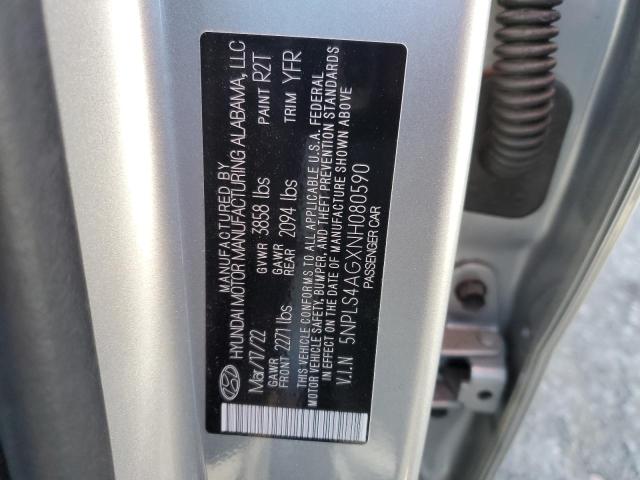 MANUFACTURED BY
HYUNDAI MOTOR MANUFACTURING ALABAMA, LLC
Mar/17/22 GVWR 3858 lbs PAINT R2T
GAWR FRONT 2271 lbs GAWR REAR 2094 lbs TRIM YFR
THIS VEHICLE CONFORMS TO ALL APPLICABLE U.S.A. FEDERAL
MOTOR VEHICLE SAFETY, BUMPER, AND THEFT PREVENTION STANDARDS
IN EFFECT ON THE DATE OF MANUFACTURE SHOWN ABOVE
V.I.N 5NPLS4AGXNH080590
PASSENGER CAR